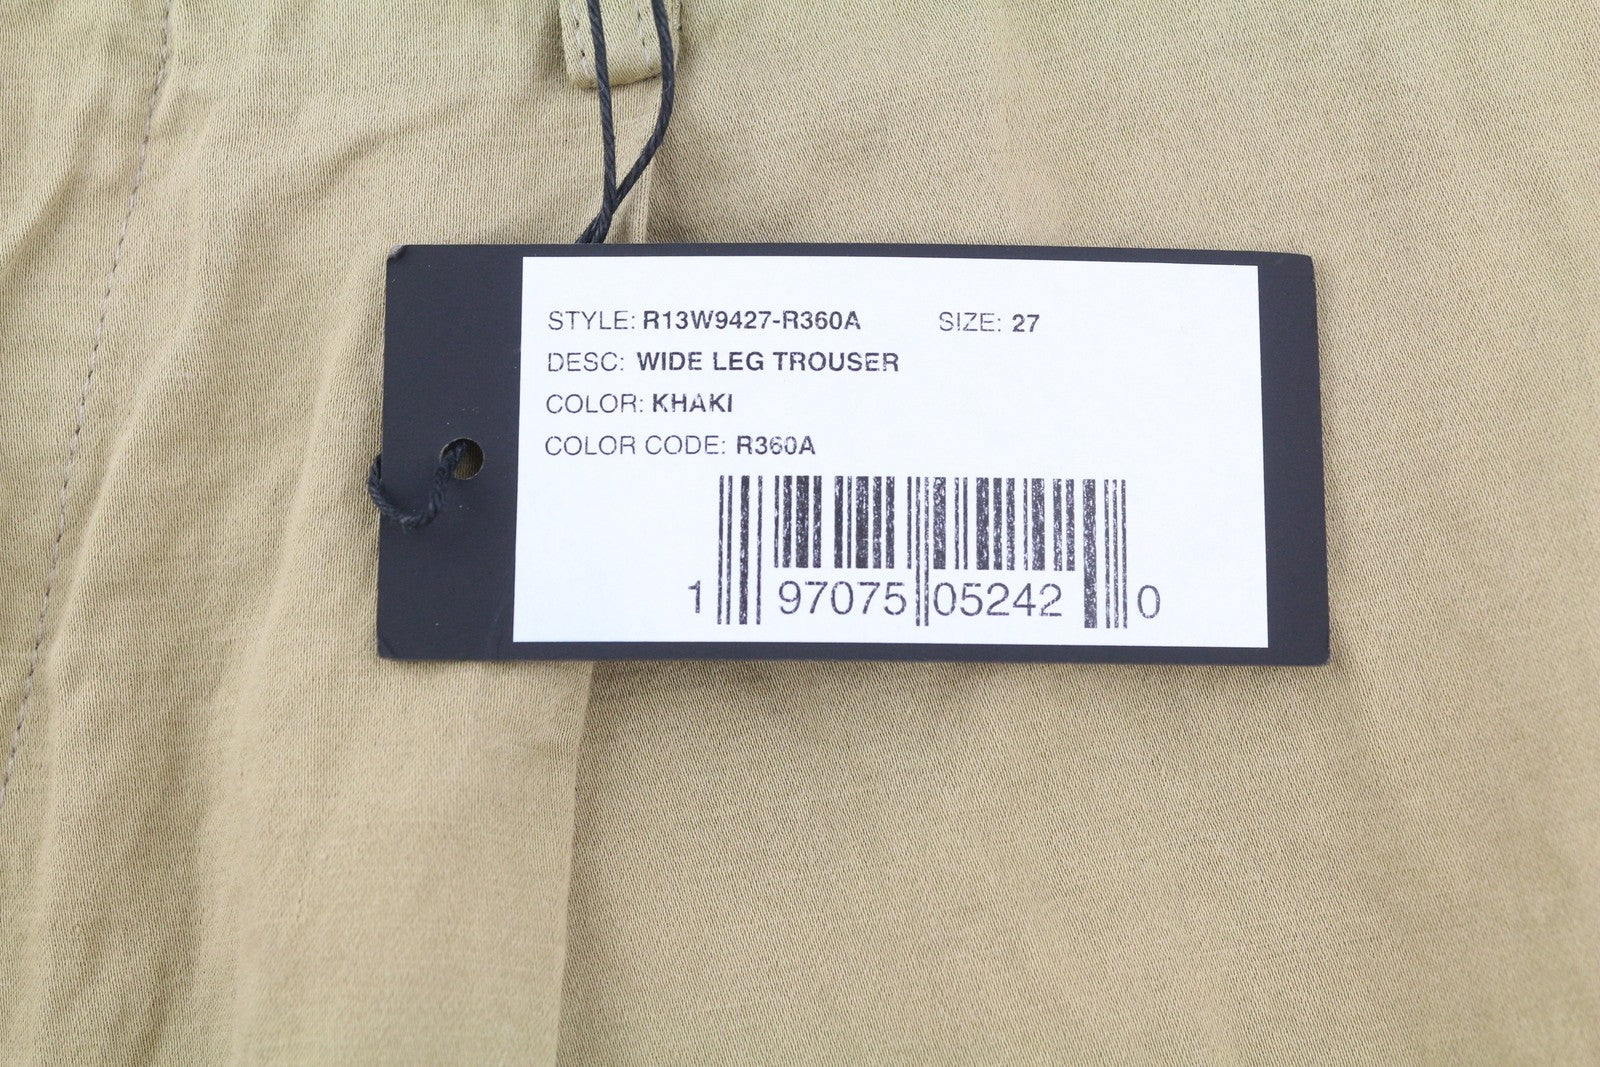 STYLE: R13W9427-R360A SIZE: 27
DESC: WIDE LEG TROUSER
COLOR: KHAKI
COLOR CODE: R360A
1 97075 05242 0